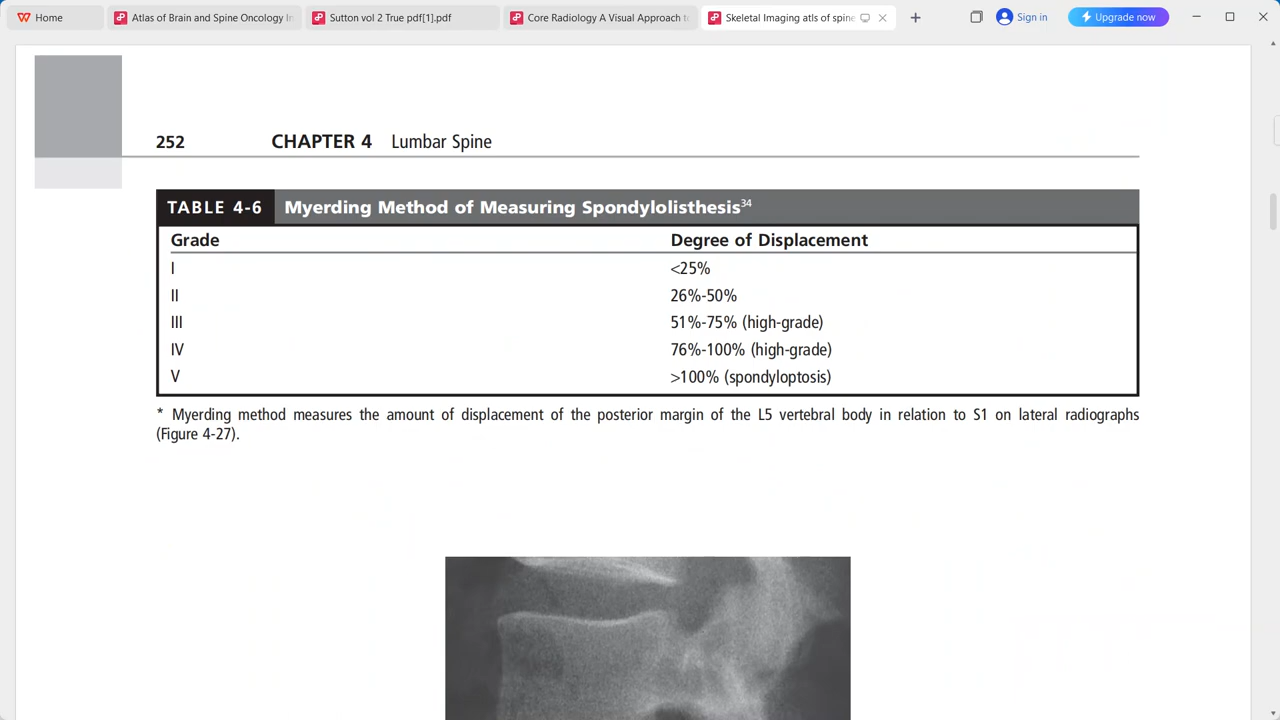 Home
Atlas of Brain and Spine Oncology I
Sutton vol 2 True pdf[1].pdf
Core Radiology A Visual Approach to
Skeletal Imaging atls of spine
Sign in
Upgrade now
252 CHAPTER 4 Lumbar Spine
TABLE 4-6 Myerding Method of Measuring Spondylolisthesis34
Grade Degree of Displacement
I <25%
II 26%-50%
III 51%-75% (high-grade)
IV 76%-100% (high-grade)
V >100% (spondyloptosis)
* Myerding method measures the amount of displacement of the posterior margin of the L5 vertebral body in relation to S1 on lateral radiographs
(Figure 4-27).